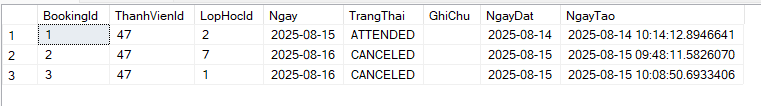 BookingId ThanhVienId LopHocId Ngay TrangThai GhiChu NgayDat NgayTao
1 1 47 2 2025-08-15 ATTENDED 2025-08-14 2025-08-14 10:14:12.8946641
2 2 47 7 2025-08-16 CANCELED 2025-08-15 2025-08-15 09:48:11.5826070
3 3 47 1 2025-08-16 CANCELED 2025-08-15 2025-08-15 10:08:50.6933406